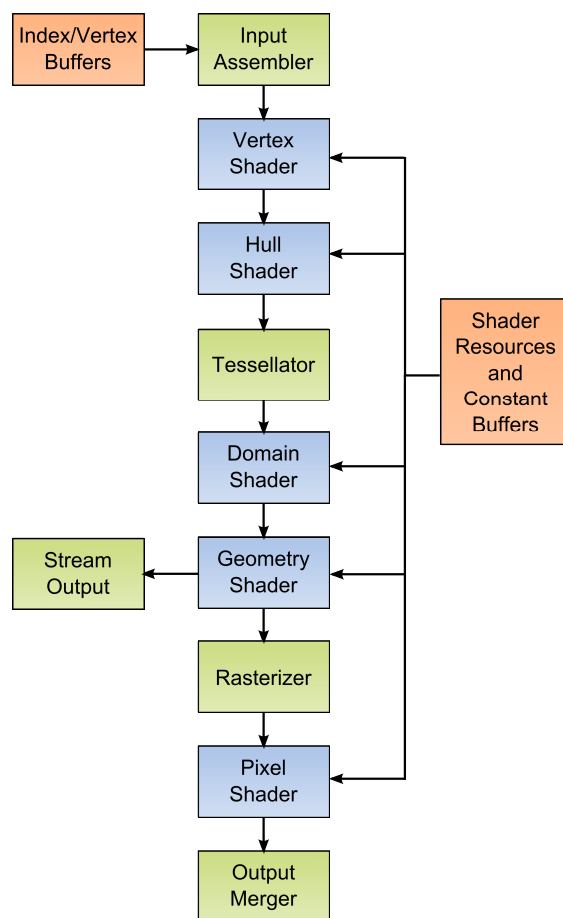 Index/Vertex
Buffers
Input
Assembler
Vertex
Shader
Hull
Shader
Shader
Resources
and
Constant
Buffers
Tessellator
Domain
Shader
Stream
Output
Geometry
Shader
Rasterizer
Pixel
Shader
Output
Merger